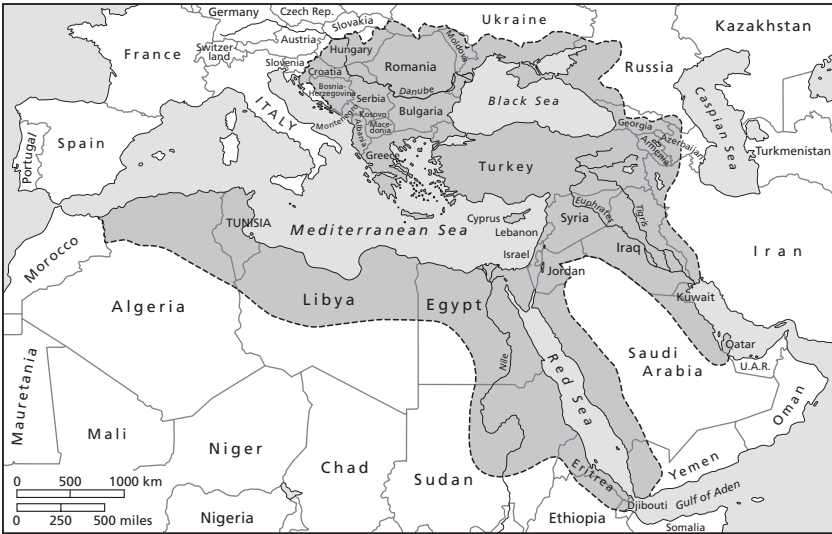 Germany
Czech Rep.
Slovakia
Ukraine
Kazakhstan
France
Switzer
land
Austria
Hungary
Moldova
Slovenia
Croatia
Romania
Russia
Bosnia-
Herzegovina
Serbia
Danube
Black Sea
Caspian Sea
ITALY
Montenegro
Kosovo
Bulgaria
Mace-
donia
Albania
Georgia
Armenia
Azerbaijan
Portugal
Spain
Greece
Turkey
Turkmenistan
TUNISIA
Mediterranean Sea
Cyprus
Lebanon
Syria
Euphrates
Tigris
Iran
Israel
Iraq
Morocco
Jordan
Algeria
Libya
Egypt
Kuwait
Nile
Red Sea
Saudi
Arabia
Qatar
U.A.R.
Oman
Mauretania
Mali
Niger
Chad
Sudan
Eritrea
Yemen
0 500 1000 km
0 250 500 miles
Nigeria
Ethiopia
Djibouti
Gulf of Aden
Somalia